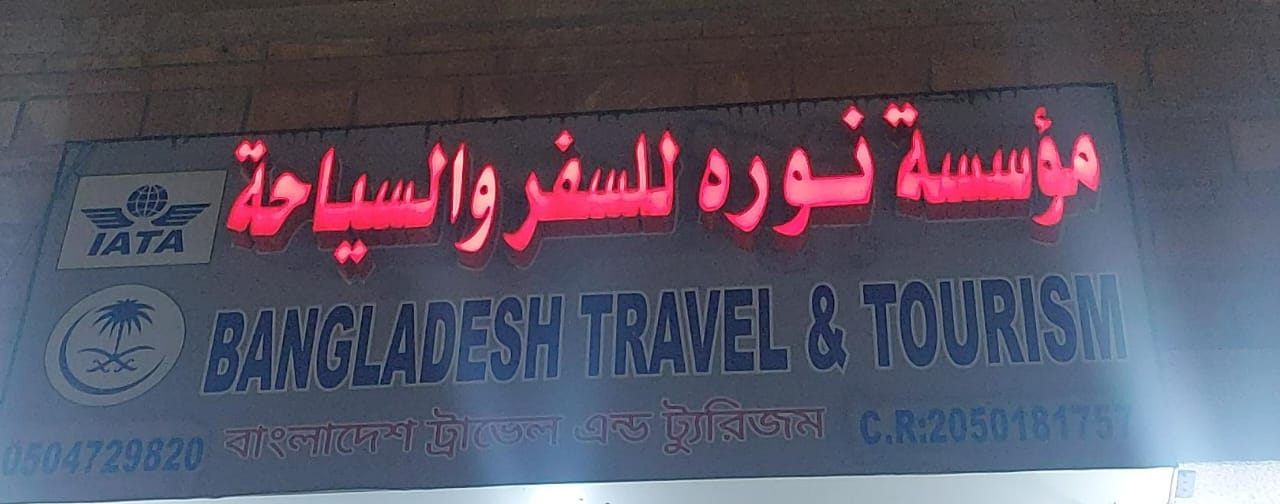 مؤسسة نوره للسفر والسياحة
IATA
BANGLADESH TRAVEL & TOURISM
বাংলাদেশ ট্রাভেল এন্ড ট্যুরিজম
C.R:2050181757
0504729820